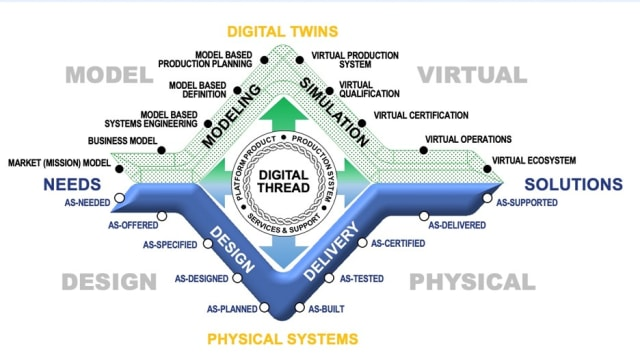 DIGITAL TWINS
MODEL BASED
PRODUCTION PLANNING
VIRTUAL PRODUCTION
SYSTEM
MODEL
VIRTUAL
MODEL BASED
DEFINITION
VIRTUAL
QUALIFICATION
MODELING
SIMULATION
MODEL BASED
SYSTEMS ENGINEERING
VIRTUAL CERTIFICATION
BUSINESS MODEL
VIRTUAL OPERATIONS
MARKET (MISSION) MODEL
VIRTUAL ECOSYSTEM
PLATFORM PRODUCT
PRODUCTION SYSTEM
DIGITAL
THREAD
SERVICES & SUPPORT
NEEDS
SOLUTIONS
AS-NEEDED
AS-SUPPORTED
AS-OFFERED
AS-DELIVERED
AS-SPECIFIED
AS-CERTIFIED
DESIGN
DELIVERY
DESIGN
PHYSICAL
AS-DESIGNED
AS-TESTED
AS-PLANNED
AS-BUILT
PHYSICAL SYSTEMS